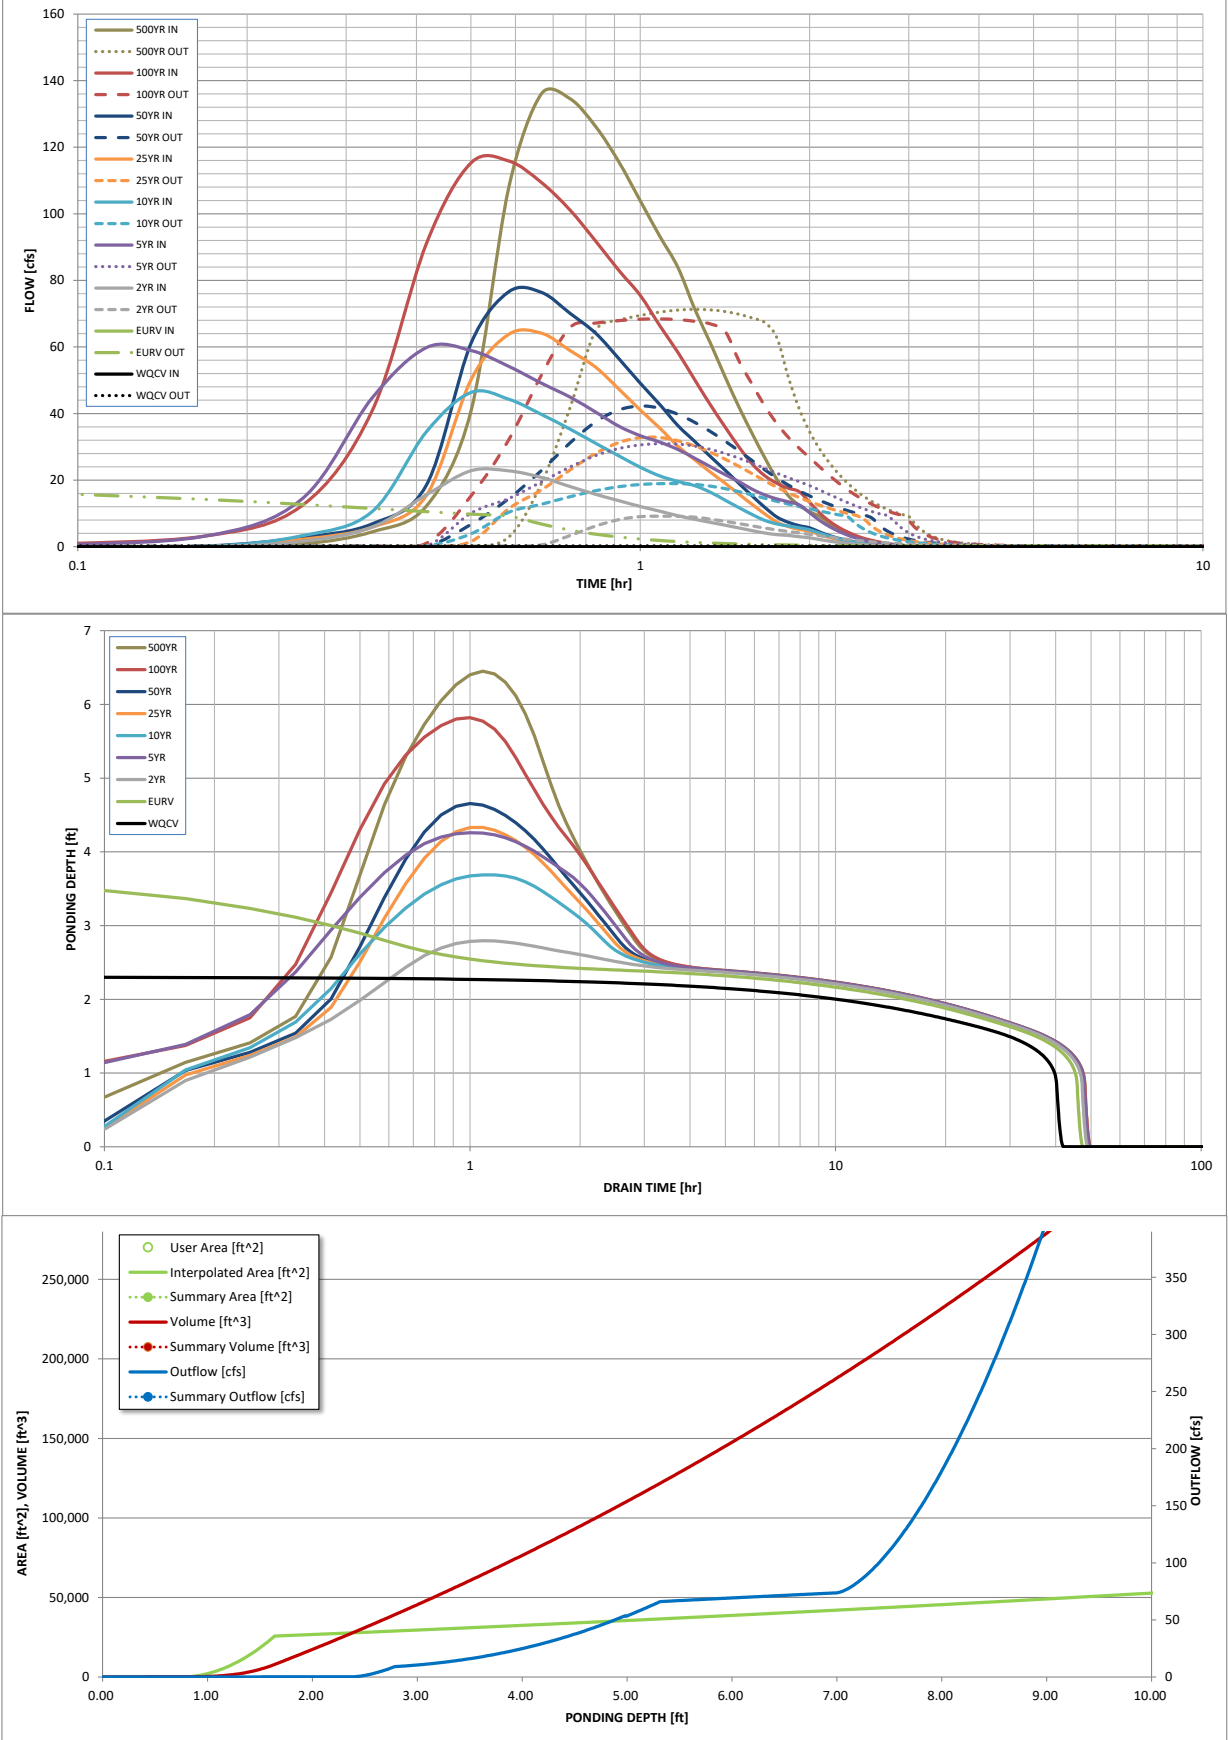 160
140
120
100
80
60
40
20
0
FLOW [cfs]
500YR IN
500YR OUT
100YR IN
100YR OUT
50YR IN
50YR OUT
25YR IN
25YR OUT
10YR IN
10YR OUT
5YR IN
5YR OUT
2YR IN
2YR OUT
EURV IN
EURV OUT
WQCV IN
WQCV OUT
0.1
1
10
TIME [hr]
7
6
5
4
3
2
1
0
PONDING DEPTH [ft]
500YR
100YR
50YR
25YR
10YR
5YR
2YR
EURV
WQCV
0.1
1
10
100
DRAIN TIME [hr]
250,000
200,000
150,000
100,000
50,000
0
AREA [ft^2], VOLUME [ft^3]
User Area [ft^2]
Interpolated Area [ft^2]
Summary Area [ft^2]
Volume [ft^3]
Summary Volume [ft^3]
Outflow [cfs]
Summary Outflow [cfs]
350
300
250
200
150
100
50
0
OUTFLOW [cfs]
0.00
1.00
2.00
3.00
4.00
5.00
6.00
7.00
8.00
9.00
10.00
PONDING DEPTH [ft]